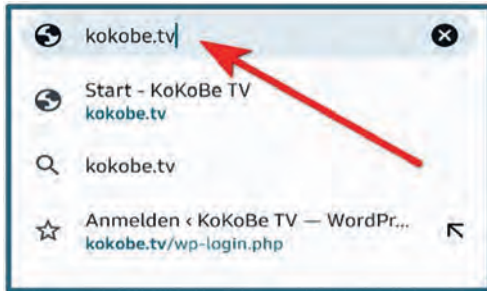 kokobe.tv
Start - KoKoBe TV
kokobe.tv
kokobe.tv
Anmelden ‹ KoKoBe TV — WordPr...
kokobe.tv/wp-login.php